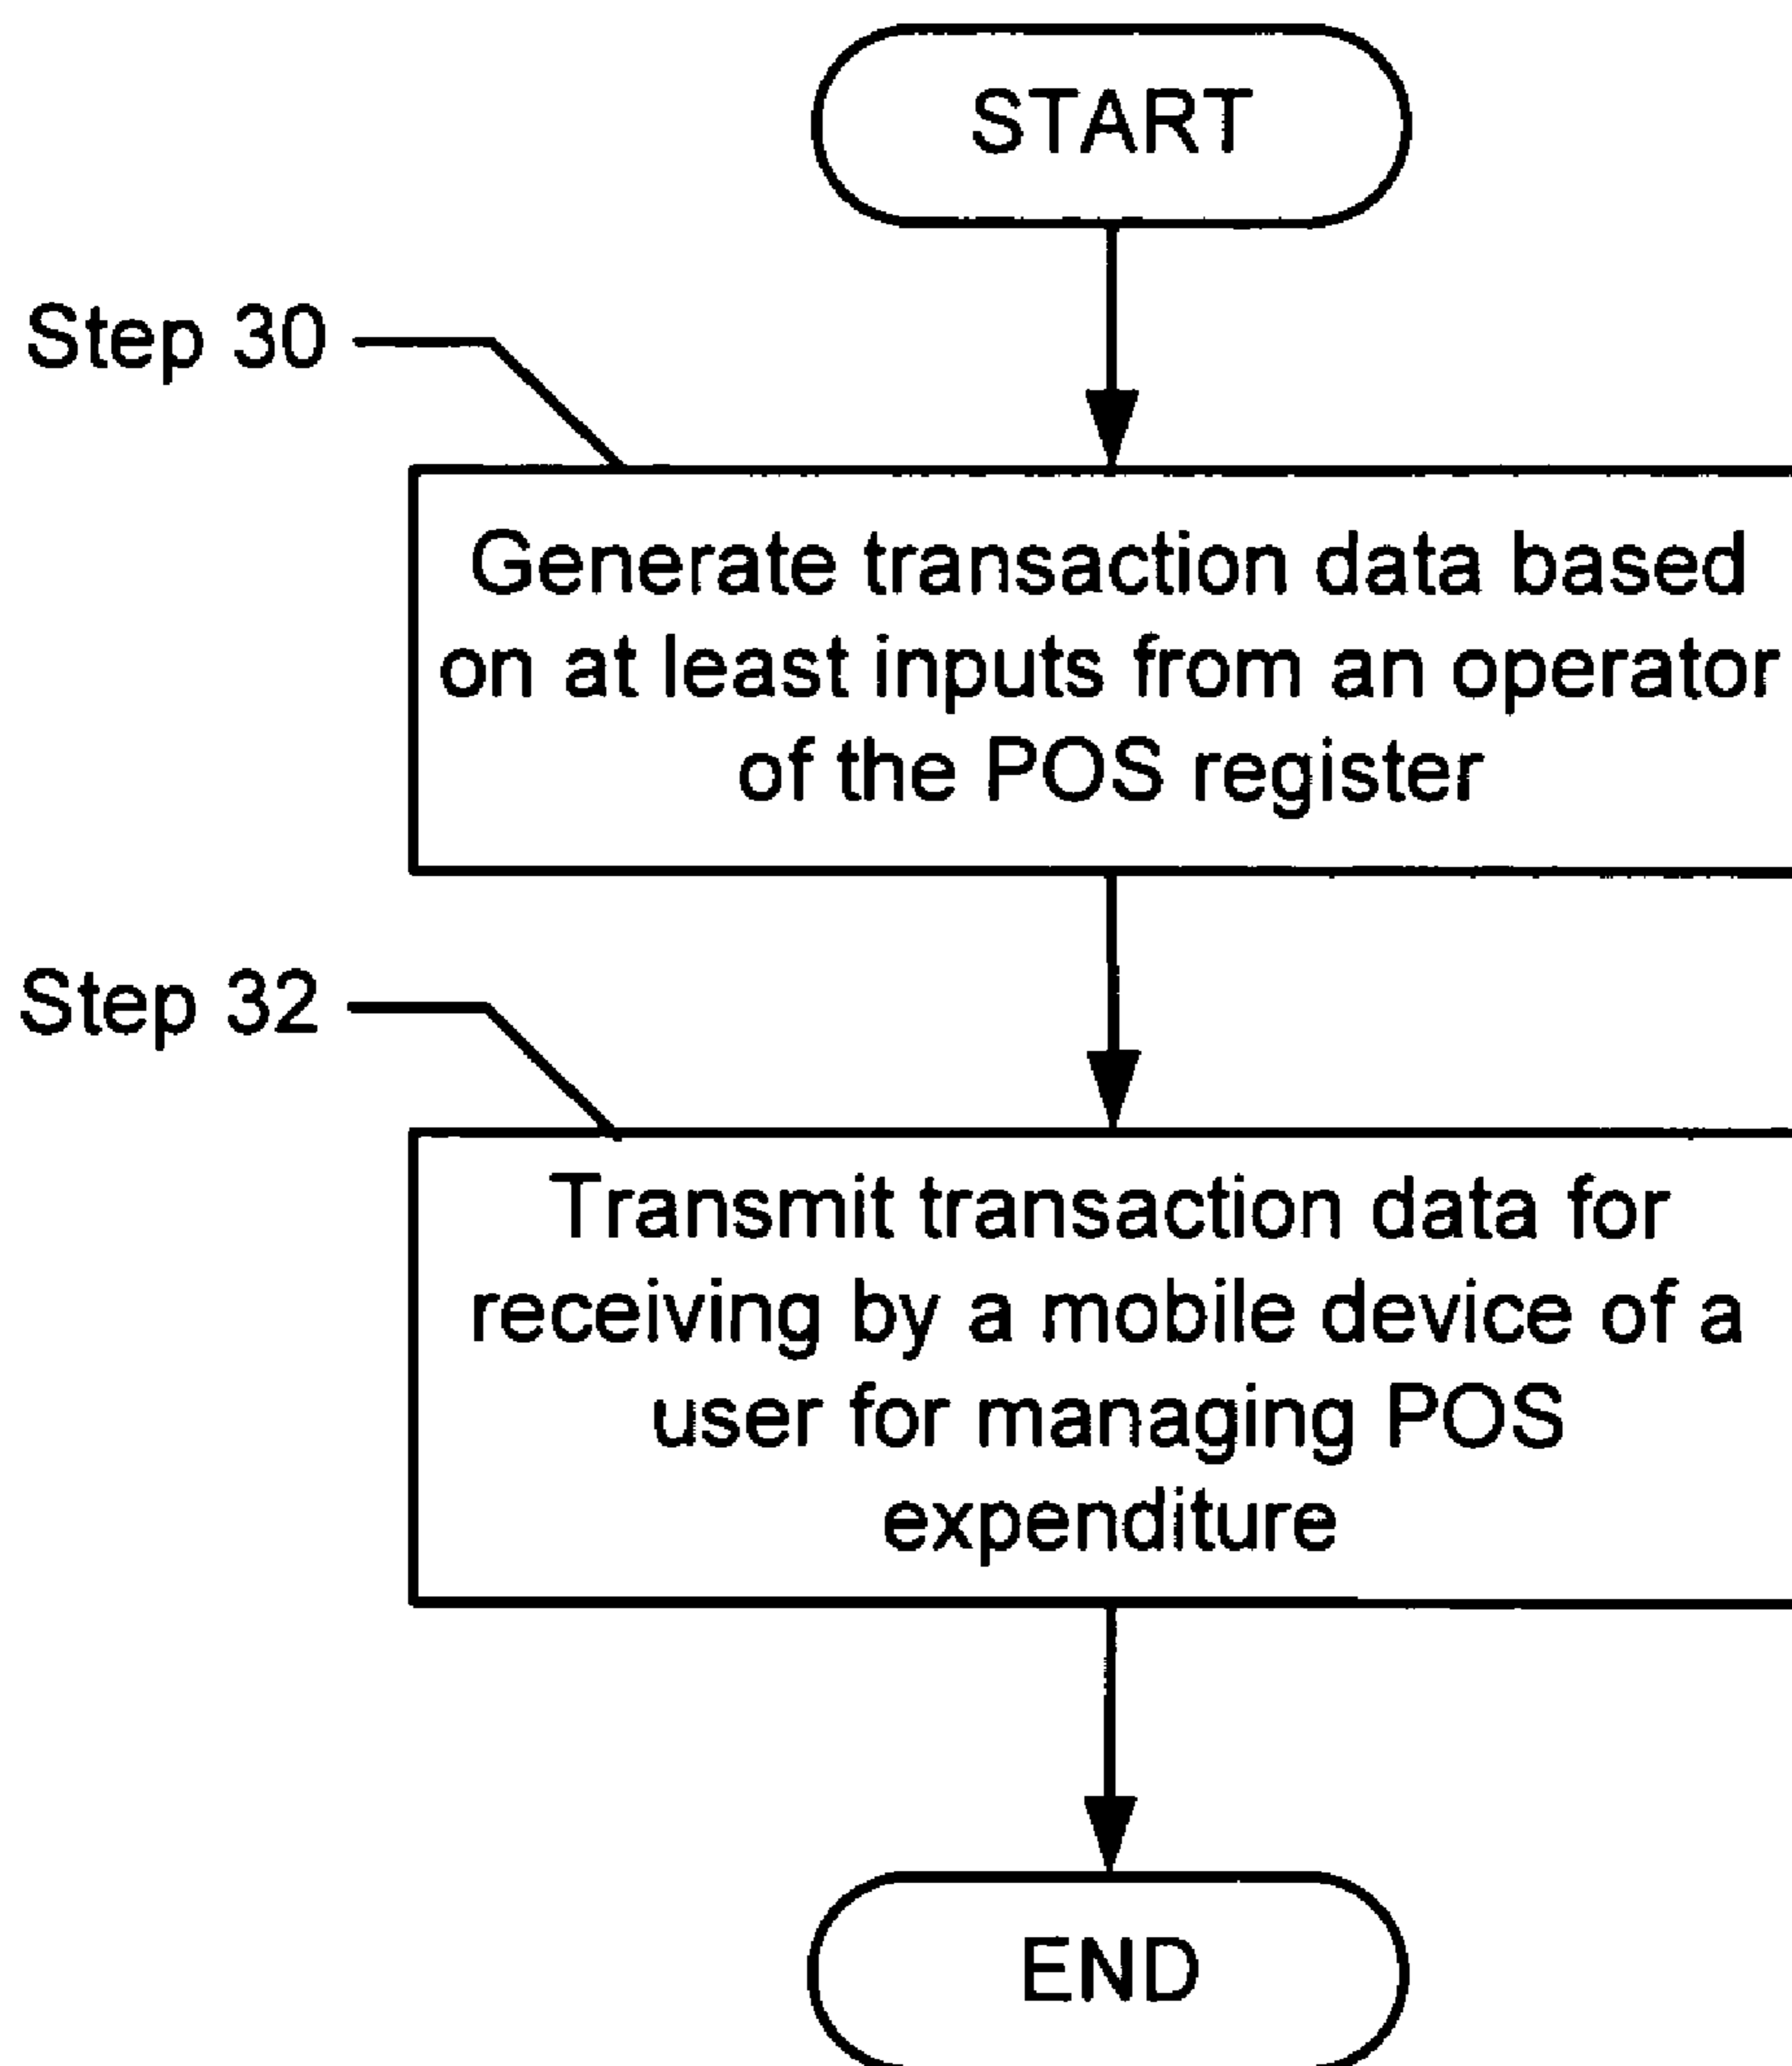 START
Step 30
Generate transaction data based
on at least inputs from an operator
of the POS register
Step 32
Transmit transaction data for
receiving by a mobile device of a
user for managing POS
expenditure
END